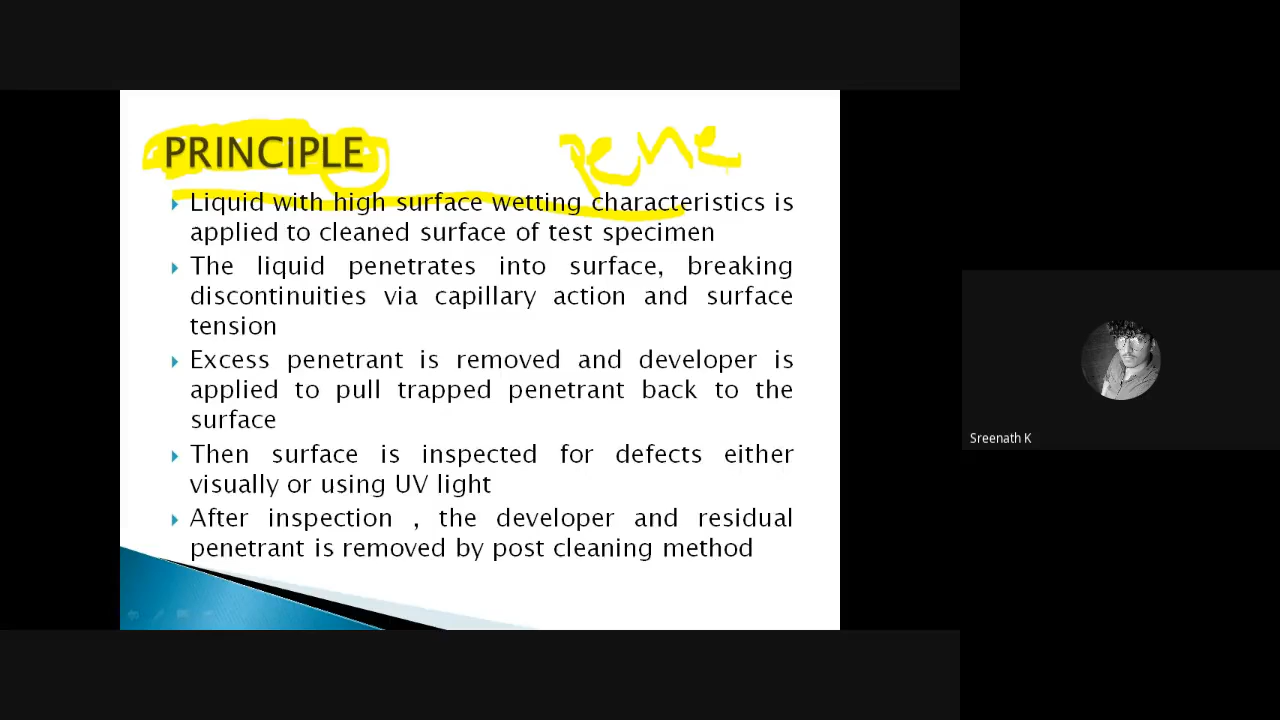 PRINCIPLE
pene
Liquid with high surface wetting characteristics is
applied to cleaned surface of test specimen
The liquid penetrates into surface, breaking
discontinuities via capillary action and surface
tension
Excess penetrant is removed and developer is
applied to pull trapped penetrant back to the
surface
Then surface is inspected for defects either
visually or using UV light
After inspection , the developer and residual
penetrant is removed by post cleaning method
Sreenath K